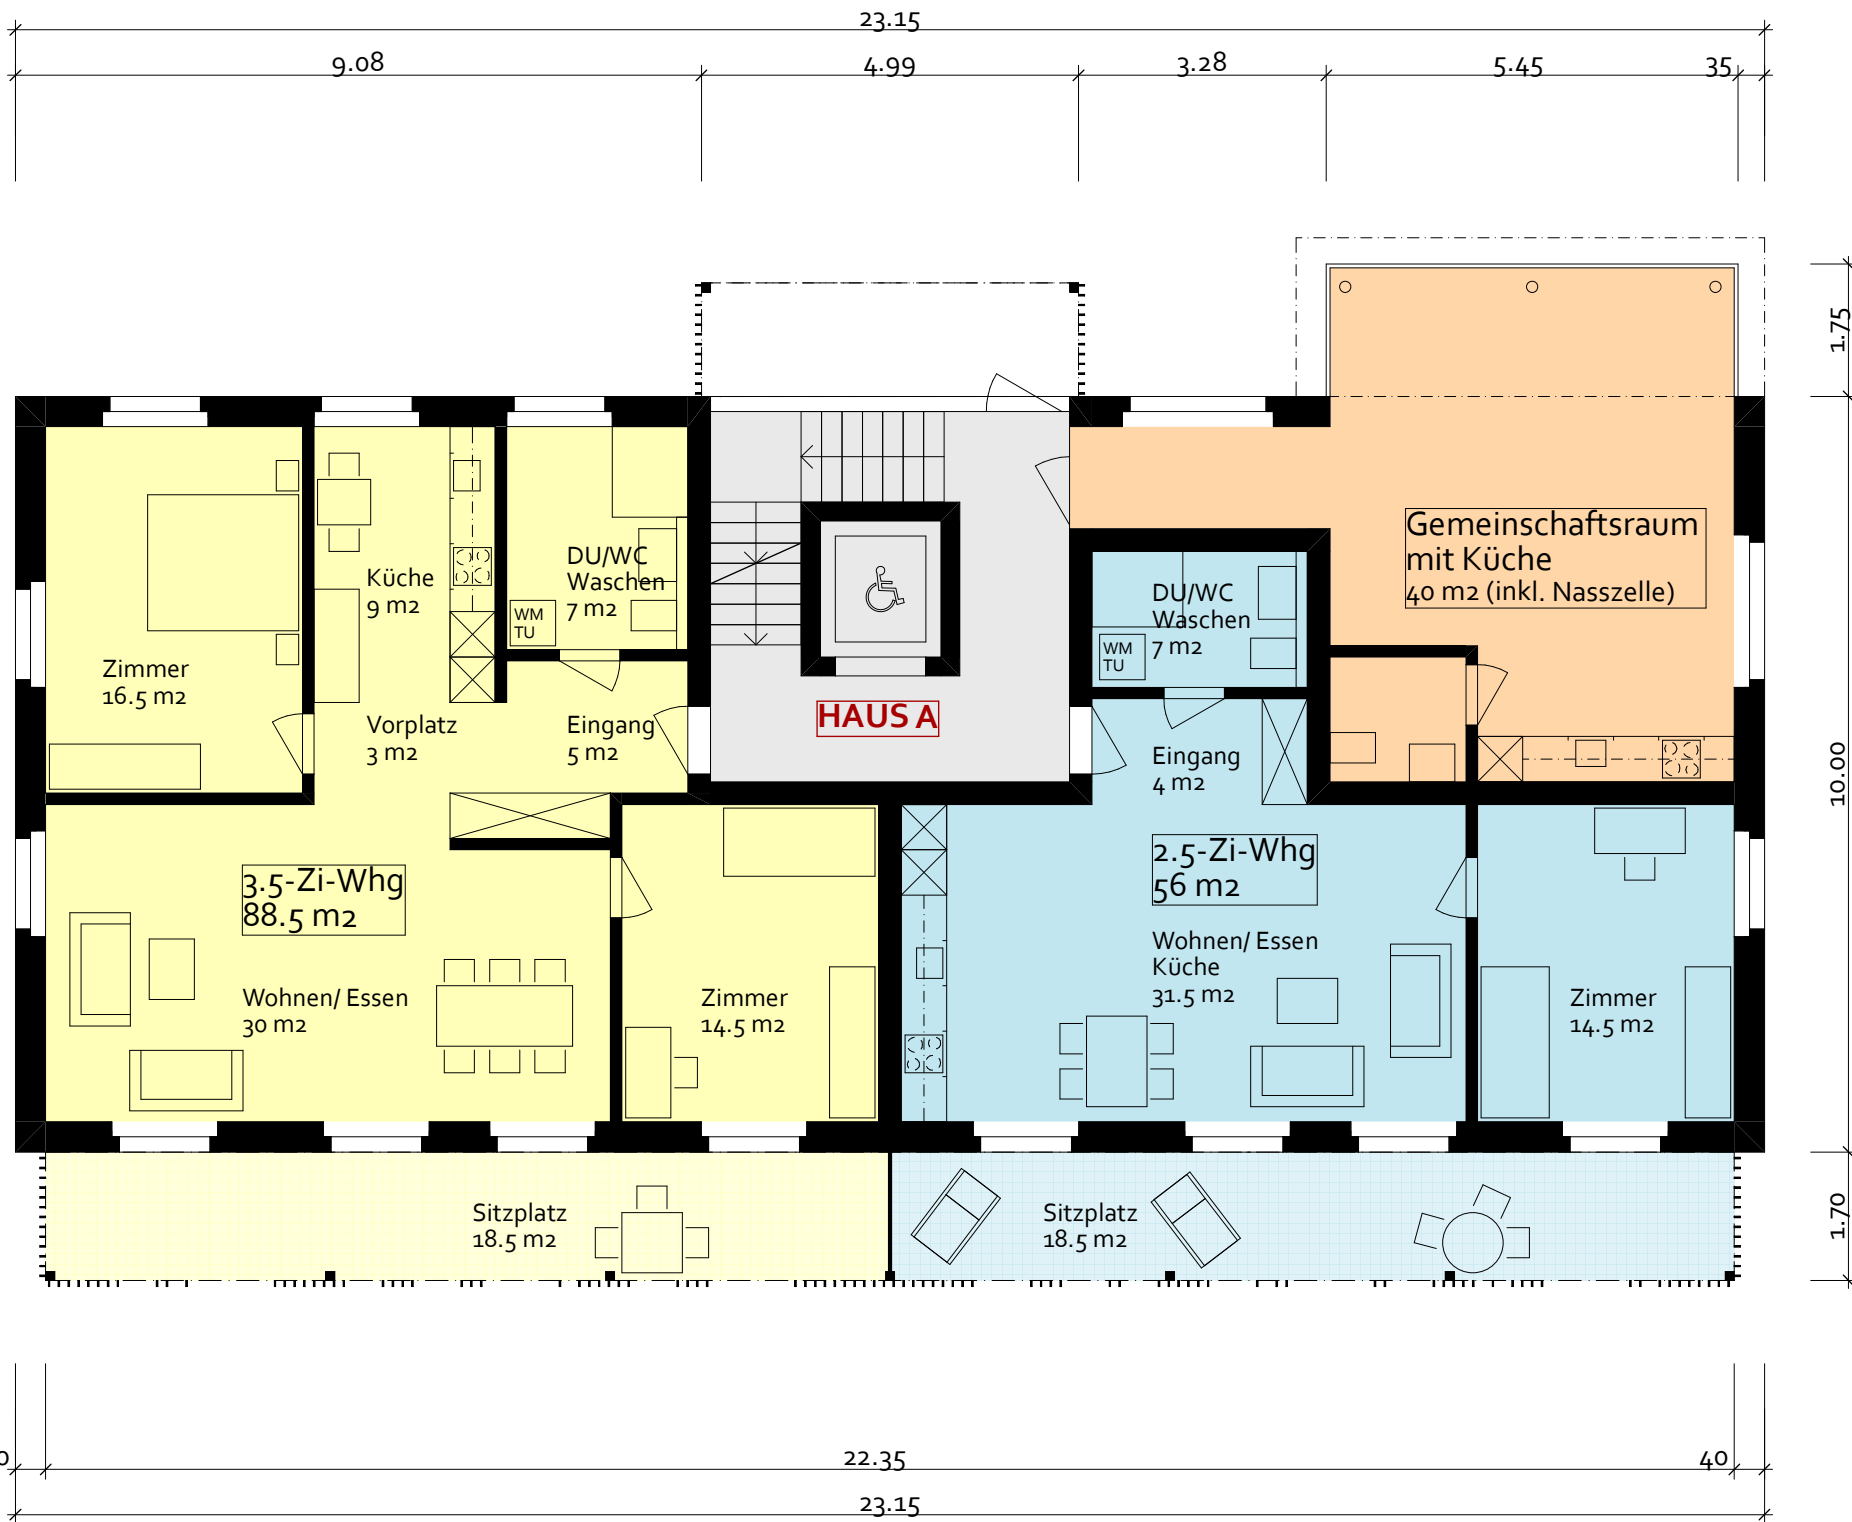 23.15
9.08
4.99
3.28
5.45
35
1.75
Gemeinschaftsraum
mit Küche
40 m2 (inkl. Nasszelle)
DU/WC
Waschen
7 m2
WM
TU
Küche
9 m2
DU/WC
Waschen
7 m2
WM
TU
Zimmer
16.5 m2
HAUS A
Vorplatz
3 m2
Eingang
5 m2
Eingang
4 m2
10.00
3.5-Zi-Whg
88.5 m2
2.5-Zi-Whg
56 m2
Wohnen/ Essen
Küche
31.5 m2
Wohnen/ Essen
30 m2
Zimmer
14.5 m2
Zimmer
14.5 m2
Sitzplatz
18.5 m2
Sitzplatz
18.5 m2
1.70
0
22.35
40
23.15